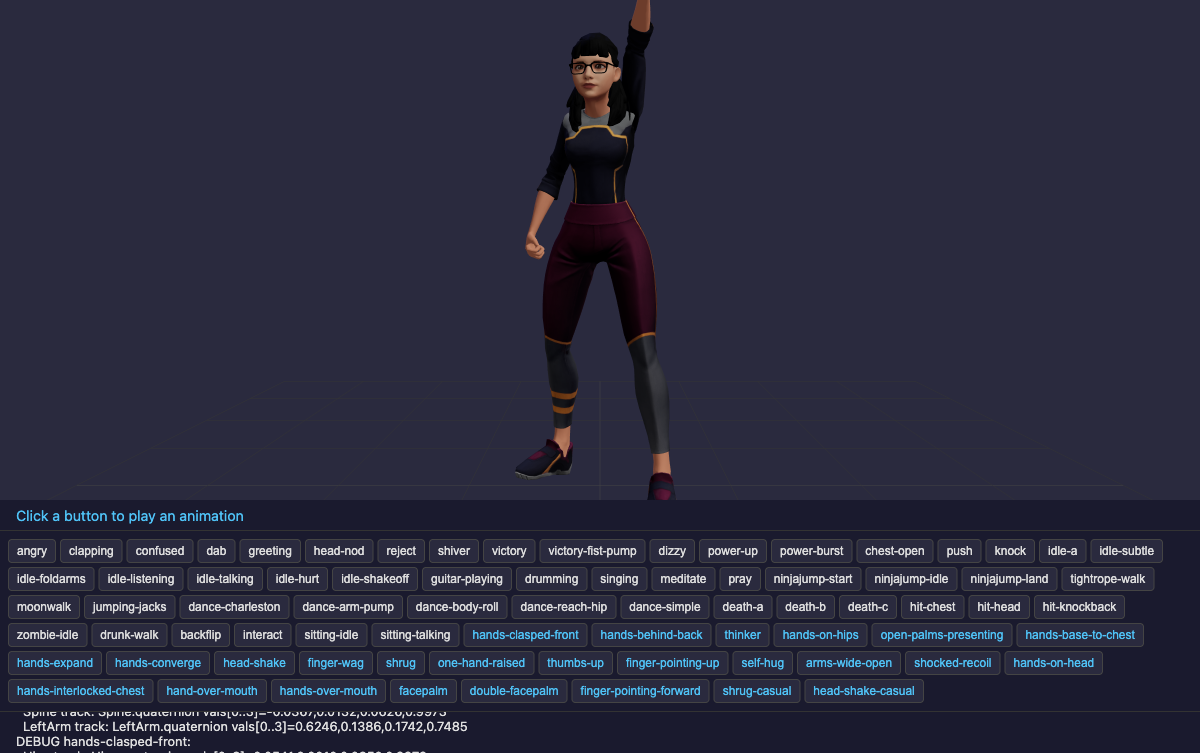 Click a button to play an animation
angry clapping confused dab greeting head-nod reject shiver victory victory-fist-pump dizzy power-up power-burst chest-open push knock idle-a idle-subtle
idle-foldarms idle-listening idle-talking idle-hurt idle-shakeoff guitar-playing drumming singing meditate pray ninjajump-start ninjajump-idle ninjajump-land tightrope-walk
moonwalk jumping-jacks dance-charleston dance-arm-pump dance-body-roll dance-reach-hip dance-simple death-a death-b death-c hit-chest hit-head hit-knockback
zombie-idle drunk-walk backflip interact sitting-idle sitting-talking hands-clasped-front hands-behind-back thinker hands-on-hips open-palms-presenting hands-base-to-chest
hands-expand hands-converge head-shake finger-wag shrug one-hand-raised thumbs-up finger-pointing-up self-hug arms-wide-open shocked-recoil hands-on-head
hands-interlocked-chest hand-over-mouth hands-over-mouth facepalm double-facepalm finger-pointing-forward shrug-casual head-shake-casual
Spine track: Spine.quaternion
LeftArm track: LeftArm.quaternion vals[0..3]=0.6246,0.1386,0.1742,0.7485
DEBUG hands-clasped-front: